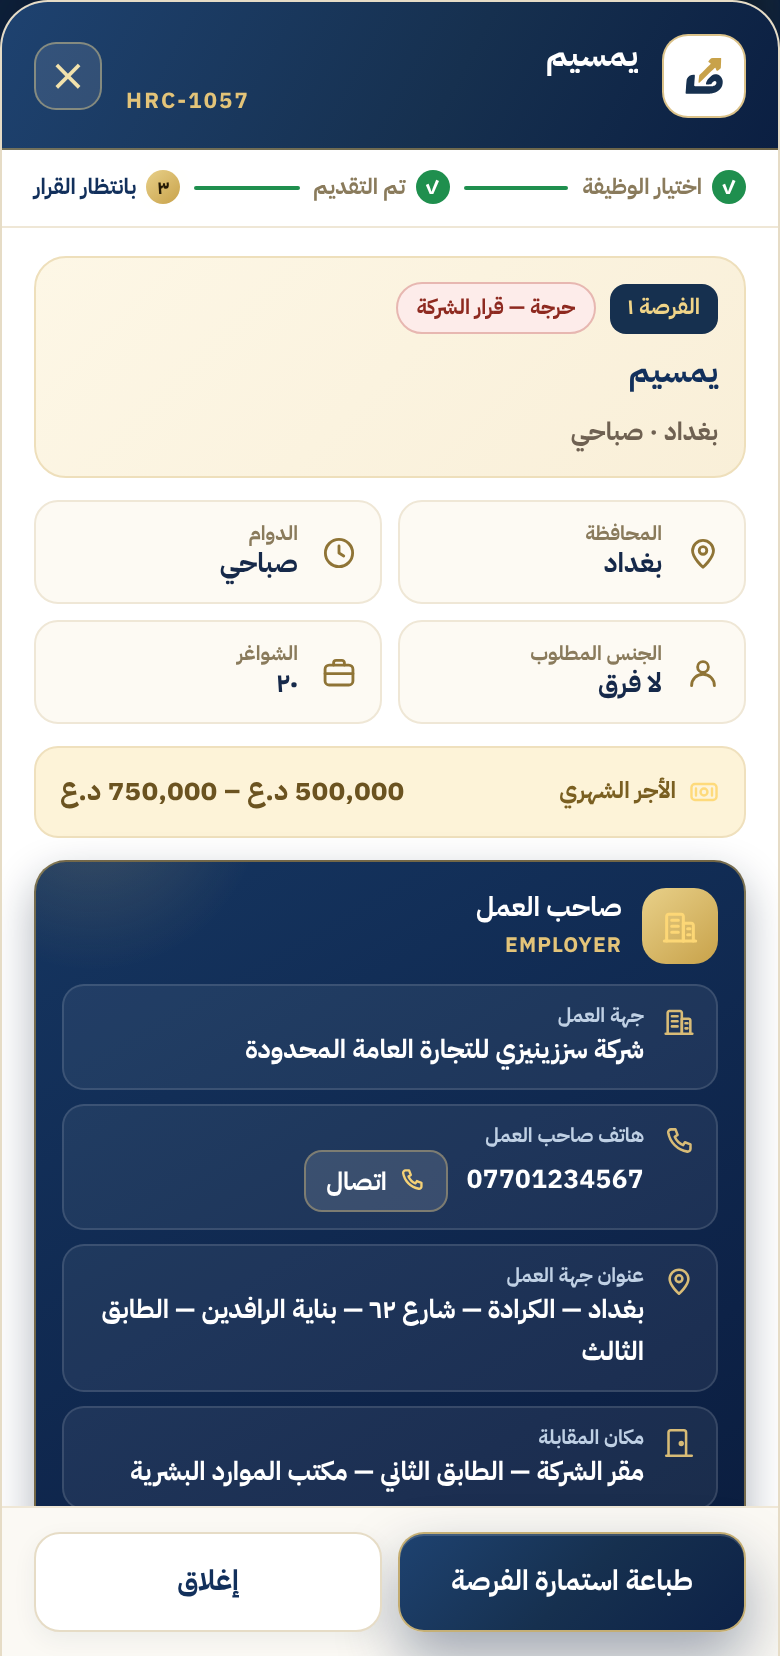 يمسيم
HRC-1057
اختيار الوظيفة
تم التقديم
٣ بانتظار القرار
الفرصة ١
حرجة – قرار الشركة
يمسيم
بغداد · صباحي
المحافظة
بغداد
الدوام
صباحي
الجنس المطلوب
لا فرق
الشواغر
٢٠
الأجر الشهري
500,000 د.ع – 750,000 د.ع
صاحب العمل
EMPLOYER
جهة العمل
شركة سززينيزي للتجارة العامة المحدودة
هاتف صاحب العمل
07701234567
اتصال
عنوان جهة العمل
بغداد – الكرادة – شارع ٦٢ – بناية الرافدين – الطابق
الثالث
مكان المقابلة
مقر الشركة – الطابق الثاني – مكتب الموارد البشرية
طباعة استمارة الفرصة
إغلاق